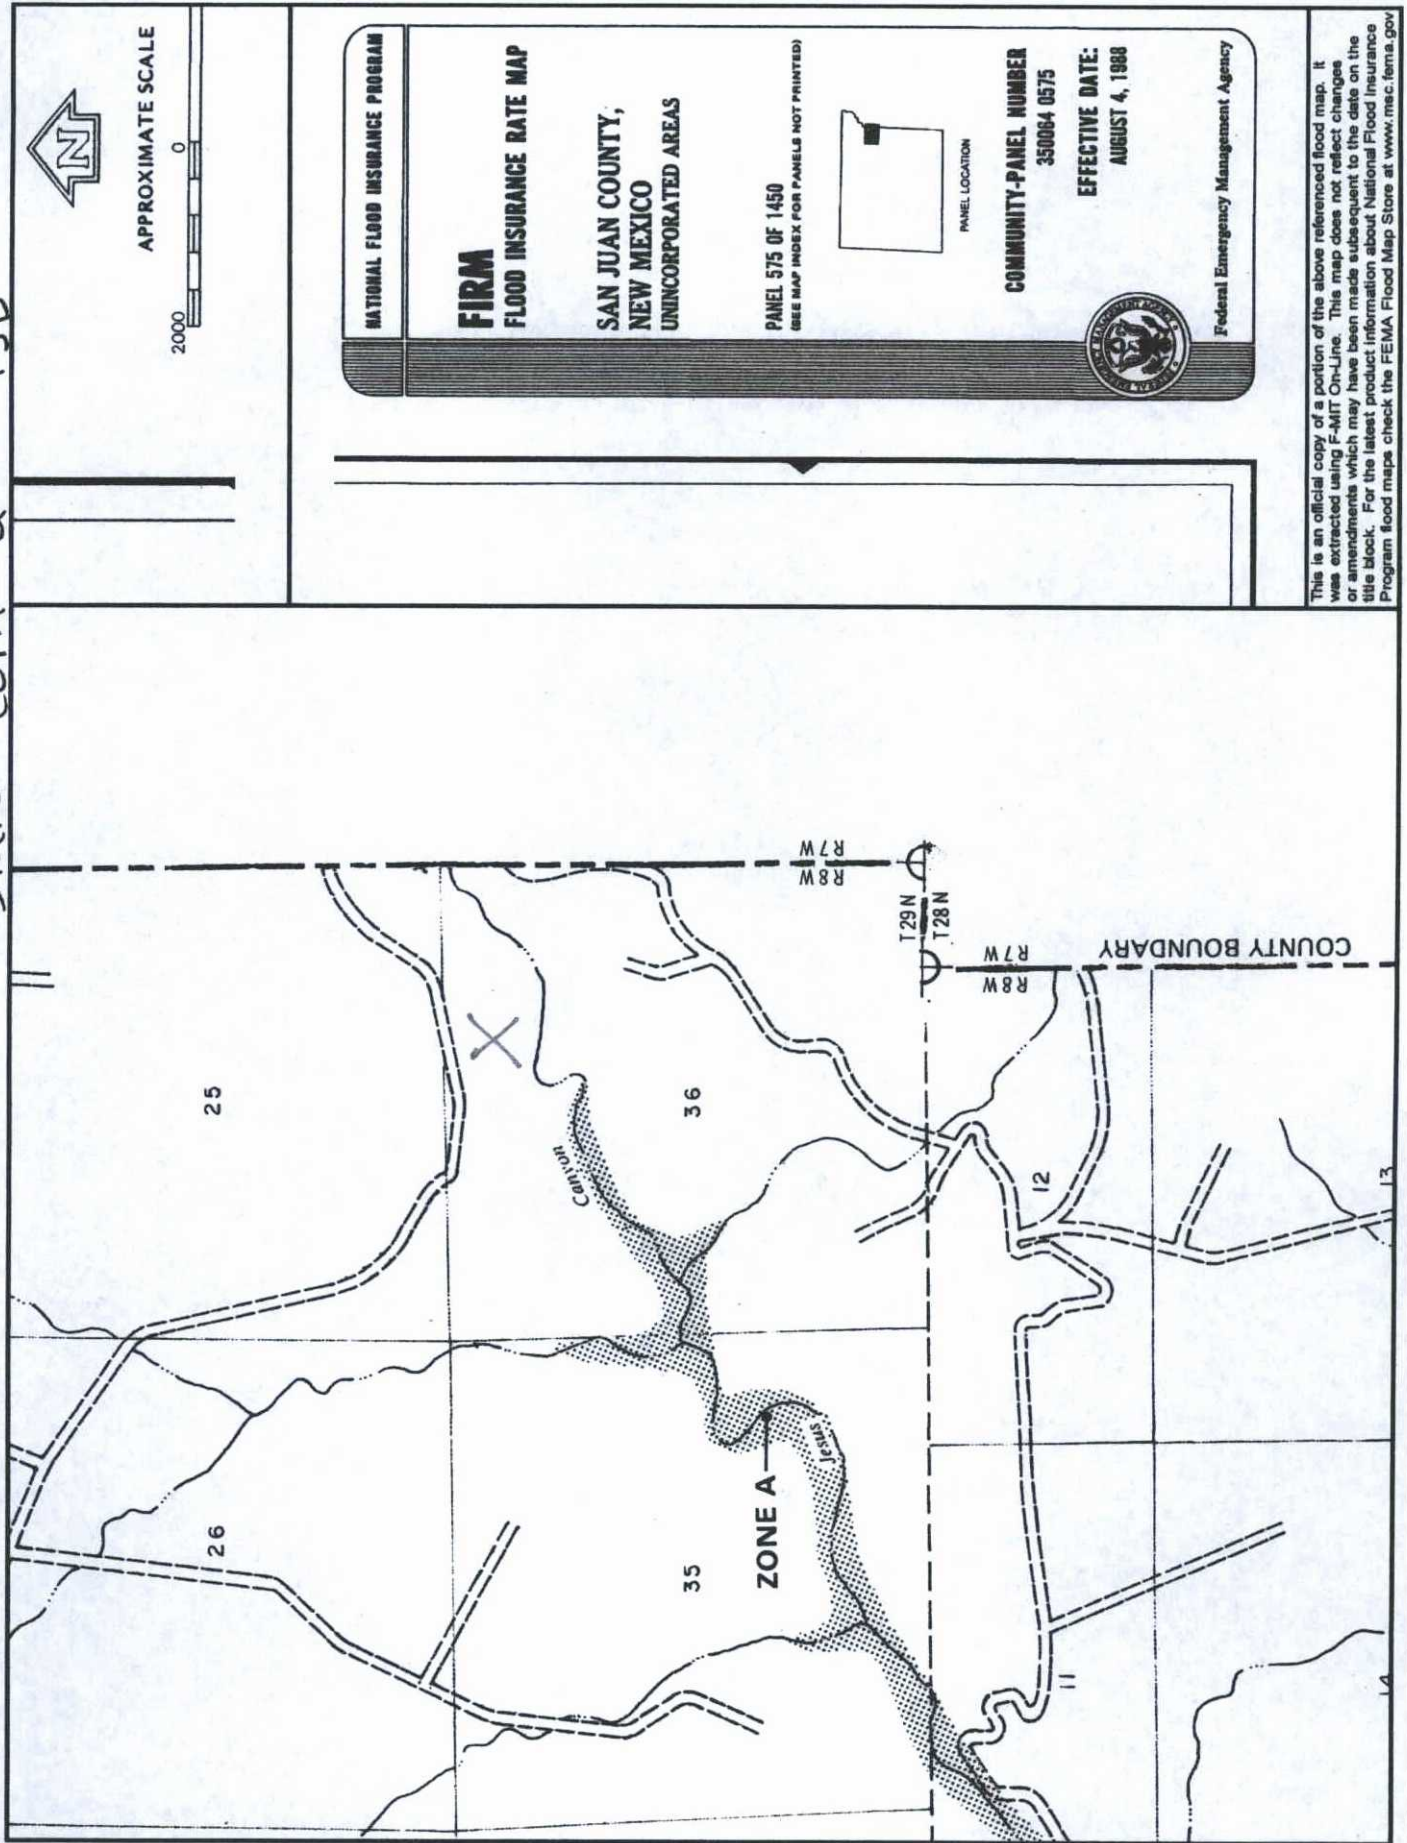 APPROXIMATE SCALE
2000 0
NATIONAL FLOOD INSURANCE PROGRAM
FIRM
FLOOD INSURANCE RATE MAP
SAN JUAN COUNTY,
NEW MEXICO
UNINCORPORATED AREAS
PANEL 575 OF 1450
(SEE MAP INDEX FOR PANELS NOT PRINTED)
PANEL LOCATION
COMMUNITY-PANEL NUMBER
350064 0575
EFFECTIVE DATE:
AUGUST 4, 1988
Federal Emergency Management Agency
This is an official copy of a portion of the above referenced flood map. It
was extracted using F-MIT On-Line. This map does not reflect changes
or amendments which may have been made subsequent to the date on the
title block. For the latest product information about National Flood Insurance
Program flood maps check the FEMA Flood Map Store at www.msc.fema.gov
N
25
26
35
36
Canyon
ZONE A
Jesus
R8W R7W
T29N
T28N
R8W R7W
COUNTY BOUNDARY
11
12
13
14